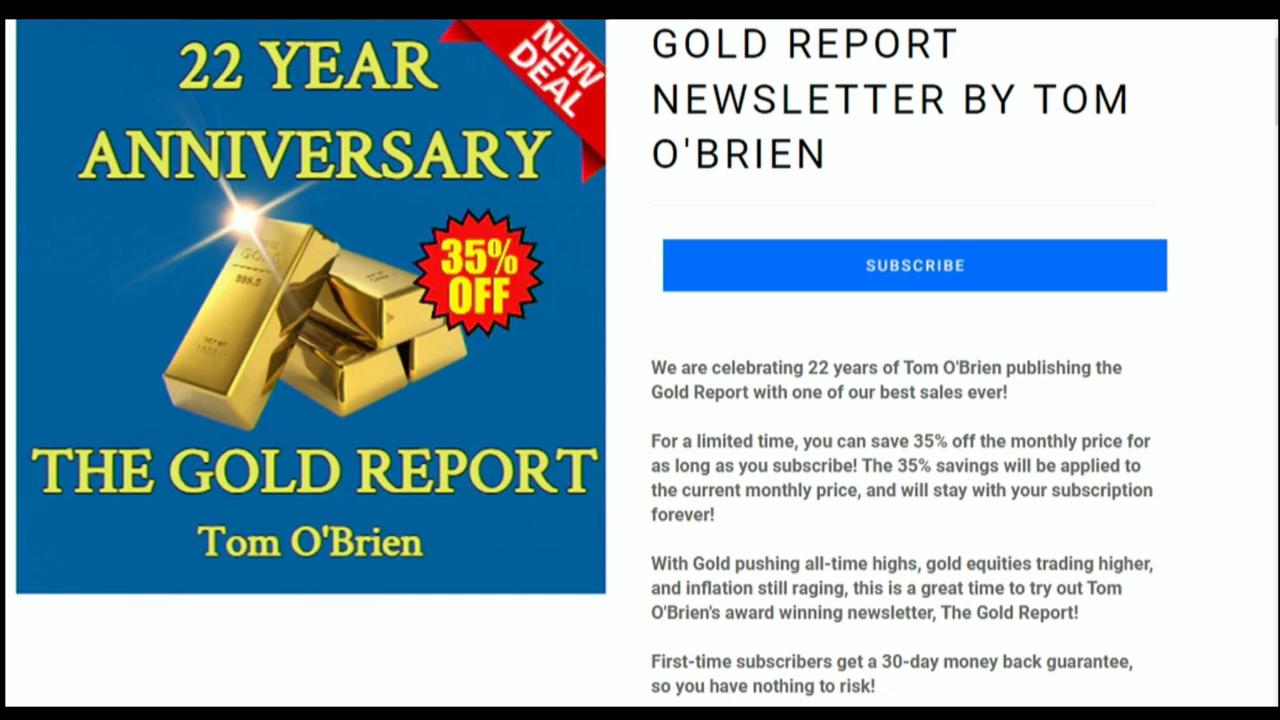 22 YEAR
ANNIVERSARY
NEW
DEAL
GOLD
999.9
35%
OFF
THE GOLD REPORT
Tom O'Brien
GOLD REPORT
NEWSLETTER BY TOM
O'BRIEN
SUBSCRIBE
We are celebrating 22 years of Tom O'Brien publishing the
Gold Report with one of our best sales ever!
For a limited time, you can save 35% off the monthly price for
as long as you subscribe! The 35% savings will be applied to
the current monthly price, and will stay with your subscription
forever!
With Gold pushing all-time highs, gold equities trading higher,
and inflation still raging, this is a great time to try out Tom
O'Brien's award winning newsletter, The Gold Report!
First-time subscribers get a 30-day money back guarantee,
so you have nothing to risk!